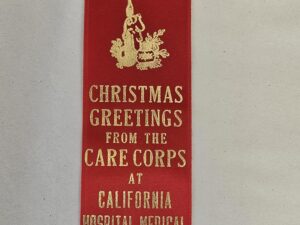 CHRISTMAS
GREETINGS
FROM THE
CARE CORPS
AT
CALIFORNIA
HOSPITAL MEDICAL